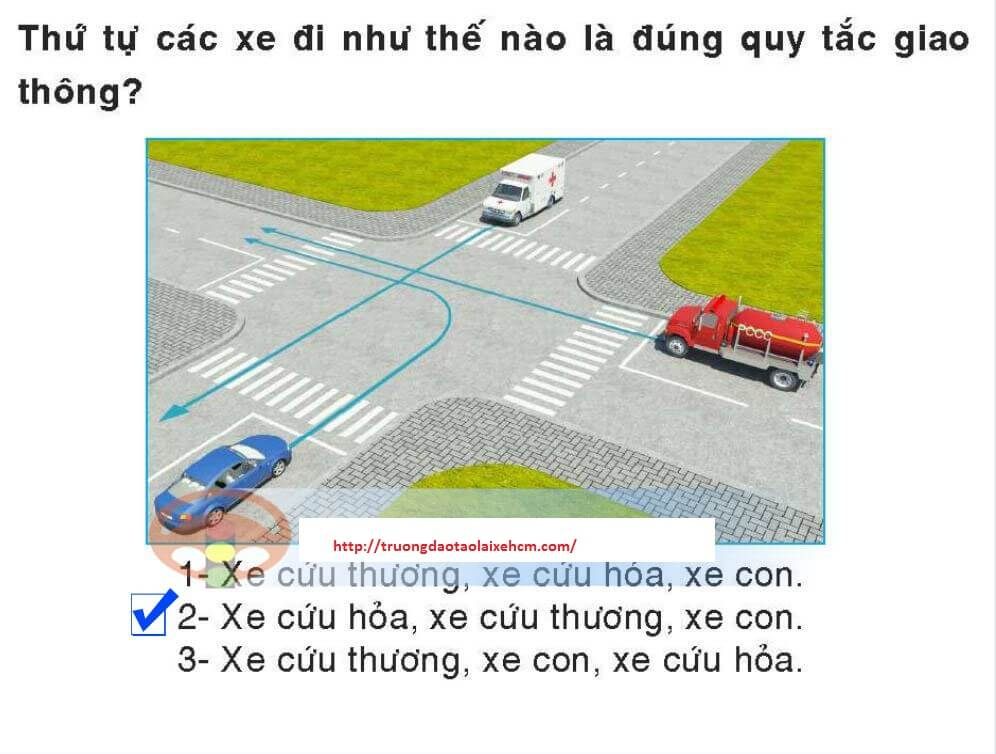 Thứ tự các xe đi như thế nào là đúng quy tắc giao
thông?
PCCC
http://truongdaotaolaixehcm.com/
1- Xe cứu thương, xe cứu hỏa, xe con.
2- Xe cứu hỏa, xe cứu thương, xe con.
3- Xe cứu thương, xe con, xe cứu hỏa.